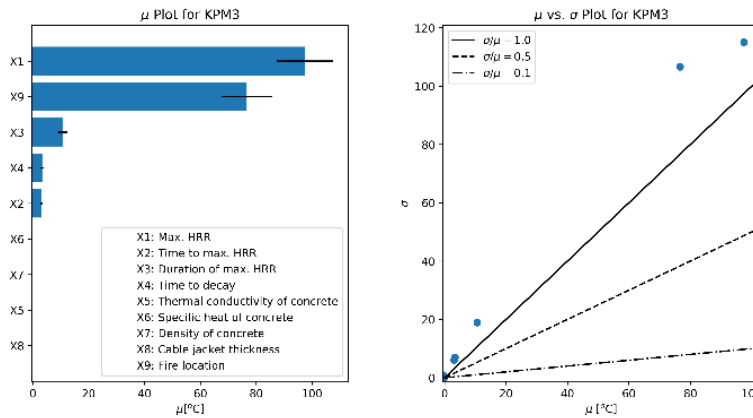 μ Plot for KPM3
X1
X9
X3
X4
X2
X6
X7
X5
X8
X1: Max. HRR
X2: Time to max. HRR
X3: Duration of max. HRR
X4: Time to decay
X5: Thermal conductivity of concrete
X6: Specific heat of concrete
X7: Density of concrete
X8: Cable jacket thickness
X9: Fire location
0 20 40 60 80 100
μ[°C]
μ vs. σ Plot for KPM3
σ/μ = 1.0
σ/μ = 0.5
σ/μ = 0.1
120
100
80
60
40
20
0
σ
0 20 40 60 80 100
μ [°C]